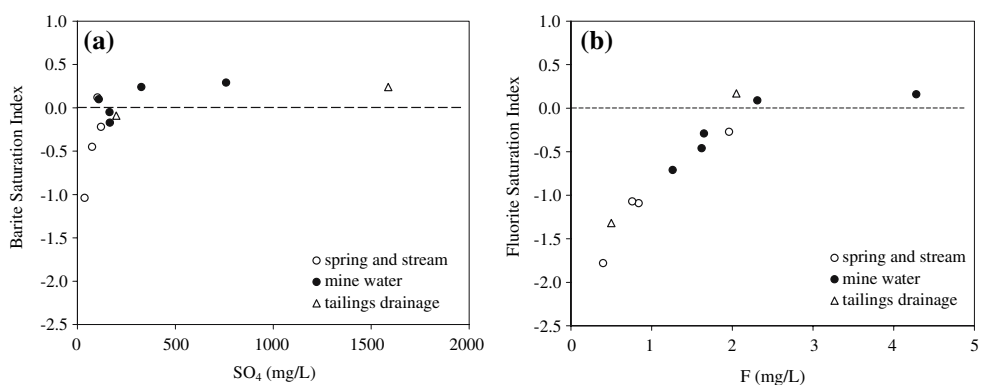 (a)
Barite Saturation Index
1.0
0.5
0.0
-0.5
-1.0
-1.5
-2.0
-2.5
0
500
1000
1500
2000
SO4 (mg/L)
spring and stream
mine water
tailings drainage
(b)
Fluorite Saturation Index
1.0
0.5
0.0
-0.5
-1.0
-1.5
-2.0
-2.5
0
1
2
3
4
5
F (mg/L)
spring and stream
mine water
tailings drainage